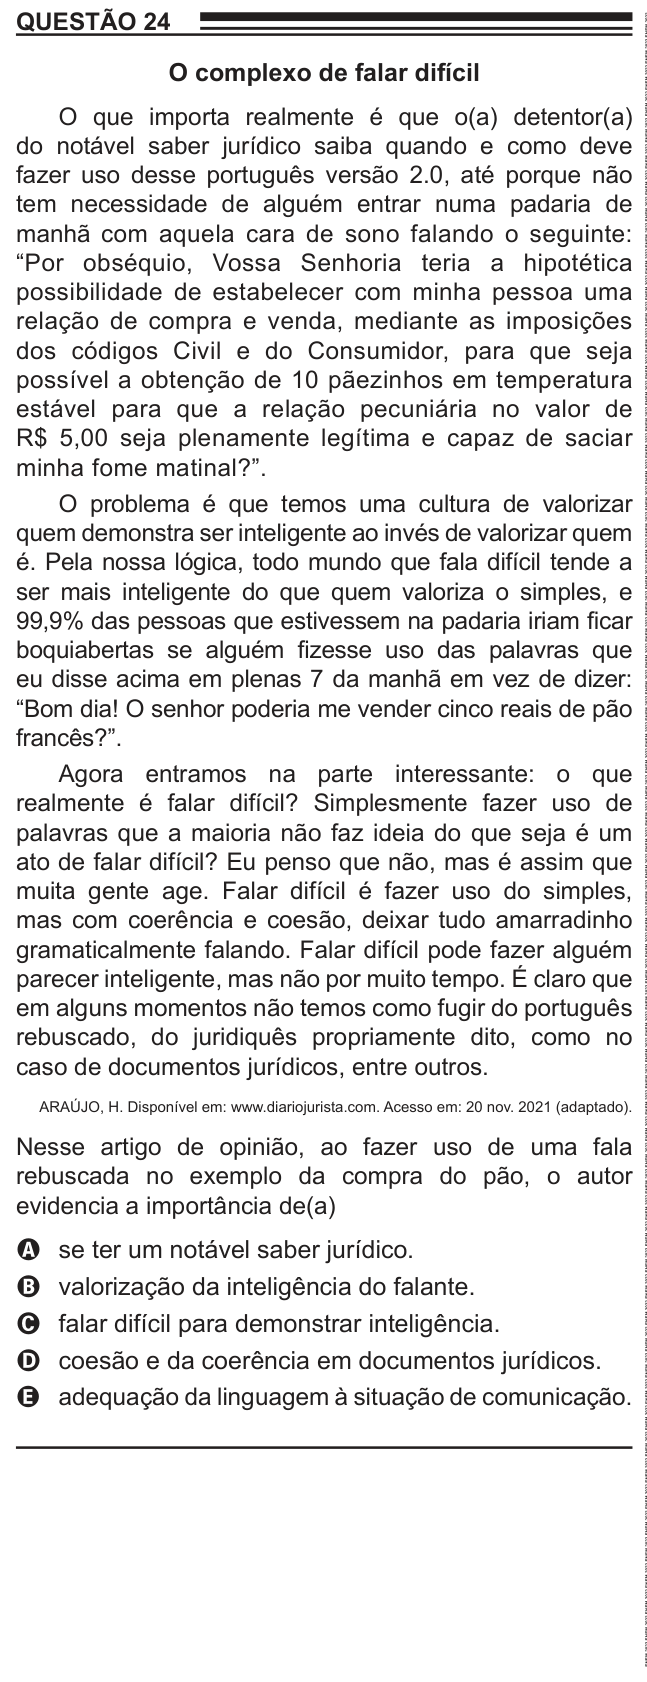 QUESTÃO 24
O complexo de falar difícil
O que importa realmente é que o(a) detentor(a)
do notável saber jurídico saiba quando e como deve
fazer uso desse português versão 2.0, até porque não
tem necessidade de alguém entrar numa padaria de
manhã com aquela cara de sono falando o seguinte:
“Por obséquio, Vossa Senhoria teria a hipotética
possibilidade de estabelecer com minha pessoa uma
relação de compra e venda, mediante as imposições
dos códigos Civil e do Consumidor, para que seja
possível a obtenção de 10 pãezinhos em temperatura
estável para que a relação pecuniária no valor de
R$ 5,00 seja plenamente legítima e capaz de saciar
minha fome matinal?”.
O problema é que temos uma cultura de valorizar
quem demonstra ser inteligente ao invés de valorizar quem
é. Pela nossa lógica, todo mundo que fala difícil tende a
ser mais inteligente do que quem valoriza o simples, e
99,9% das pessoas que estivessem na padaria iriam ficar
boquiabertas se alguém fizesse uso das palavras que
eu disse acima em plenas 7 da manhã em vez de dizer:
“Bom dia! O senhor poderia me vender cinco reais de pão
francês?”.
Agora entramos na parte interessante: o que
realmente é falar difícil? Simplesmente fazer uso de
palavras que a maioria não faz ideia do que seja é um
ato de falar difícil? Eu penso que não, mas é assim que
muita gente age. Falar difícil é fazer uso do simples,
mas com coerência e coesão, deixar tudo amarradinho
gramaticalmente falando. Falar difícil pode fazer alguém
parecer inteligente, mas não por muito tempo. É claro que
em alguns momentos não temos como fugir do português
rebuscado, do juridiquês propriamente dito, como no
caso de documentos jurídicos, entre outros.
ARAÚJO, H. Disponível em: www.diariojurista.com. Acesso em: 20 nov. 2021 (adaptado).
Nesse artigo de opinião, ao fazer uso de uma fala
rebuscada no exemplo da compra do pão, o autor
evidencia a importância de(a)
A se ter um notável saber jurídico.
B valorização da inteligência do falante.
C falar difícil para demonstrar inteligência.
D coesão e da coerência em documentos jurídicos.
E adequação da linguagem à situação de comunicação.